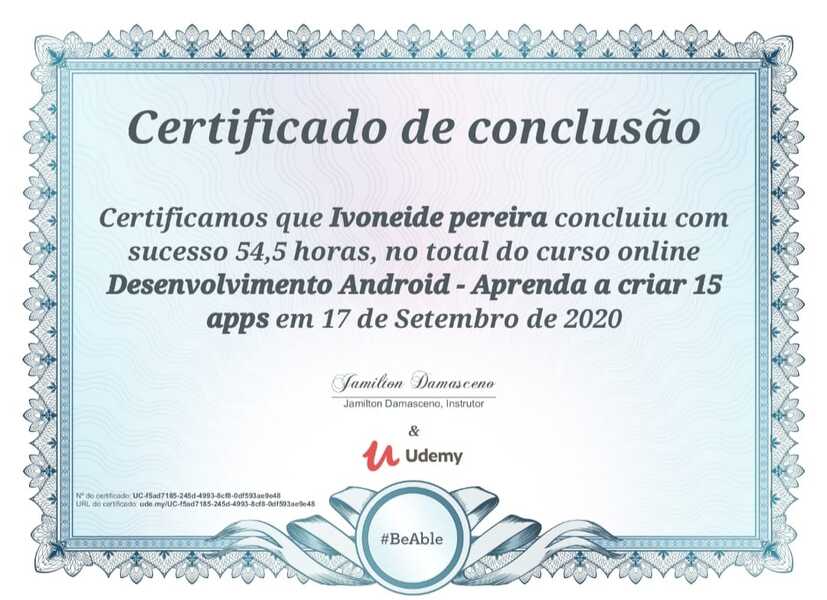 Certificado de conclusão
Certificamos que Ivoneide pereira concluiu com
sucesso 54,5 horas, no total do curso online
Desenvolvimento Android - Aprenda a criar 15
apps em 17 de Setembro de 2020
Jamilton Damasceno
Jamilton Damasceno, Instrutor
&
Udemy
Nº do certificado: UC-f5ad7185-245d-4993-8cf8-0df593ae9e48
URL do certificado: ude.my/UC-f5ad7185-245d-4993-8cf8-0df593ae9e48
#BeAble